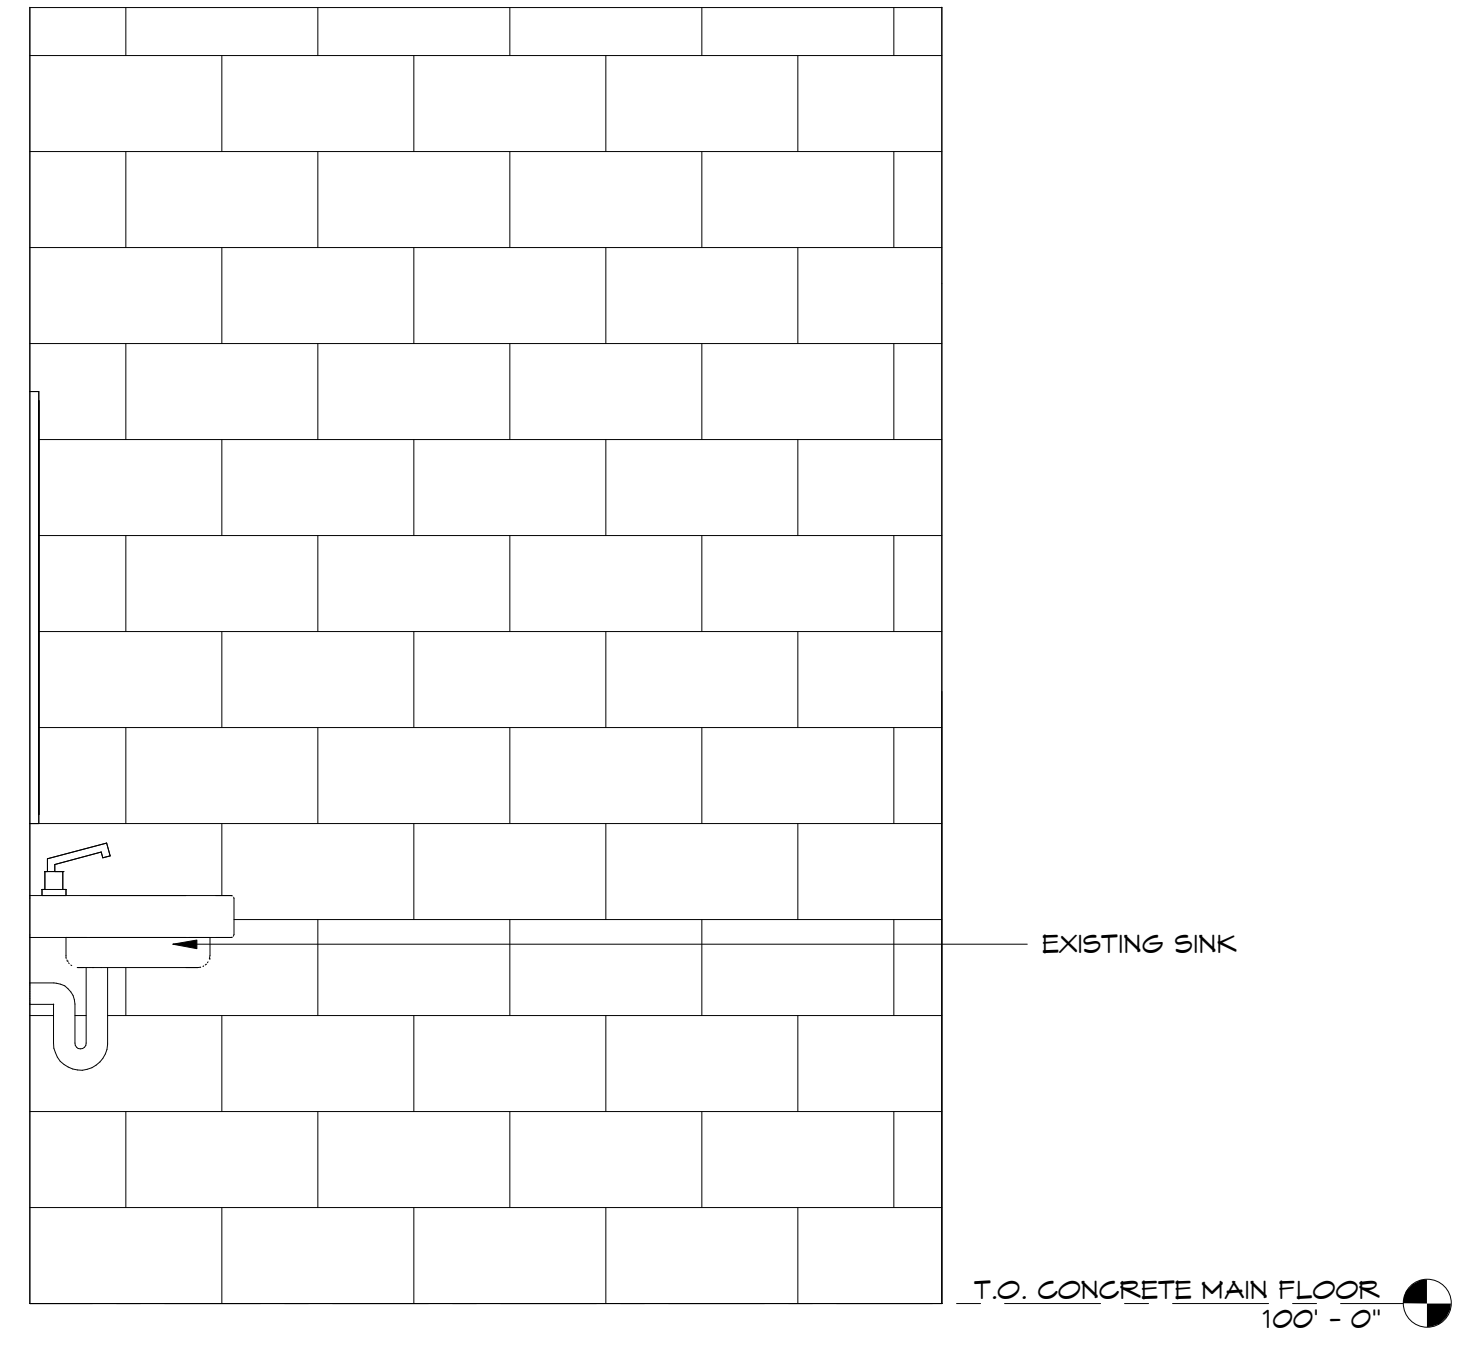 EXISTING SINK
T.O. CONCRETE MAIN FLOOR
100' - 0"